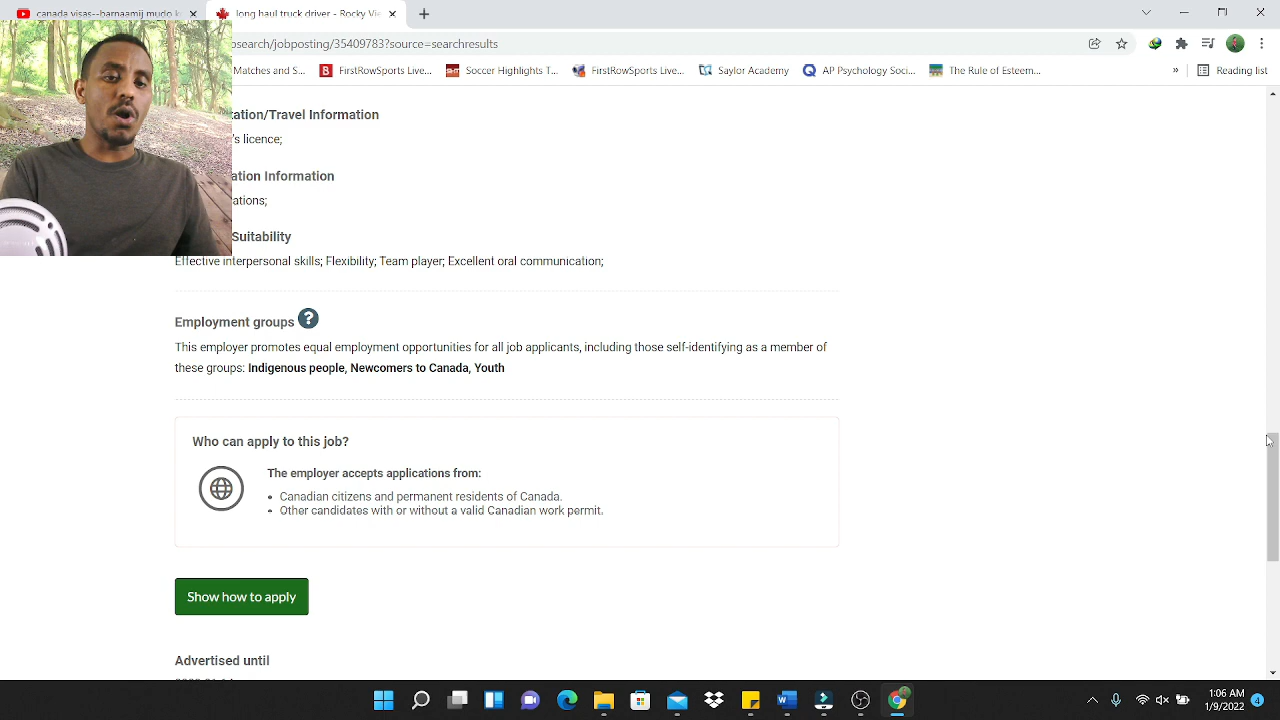 canada visas--barnaamij mudo ki
truck driver - Rocky View
search/jobposting/35409783?source=searchresults
Matches and S...
FirstRowSports Live...
Soccer Highlights
FirstRowSports Live...
Saylor Academy
AP Psychology Soci...
The Rule of Esteem...
»
Reading list
ation/Travel Information
's licence;
ation Information
ations;
Suitability
Effective interpersonal skills; Flexibility; Team player; Excellent oral communication;
Employment groups ?
This employer promotes equal employment opportunities for all job applicants, including those self-identifying as a member of
these groups: Indigenous people, Newcomers to Canada, Youth
Who can apply to this job?
The employer accepts applications from:
Canadian citizens and permanent residents of Canada.
Other candidates with or without a valid Canadian work permit.
Show how to apply
Advertised until
1:06 AM
1/9/2022
4